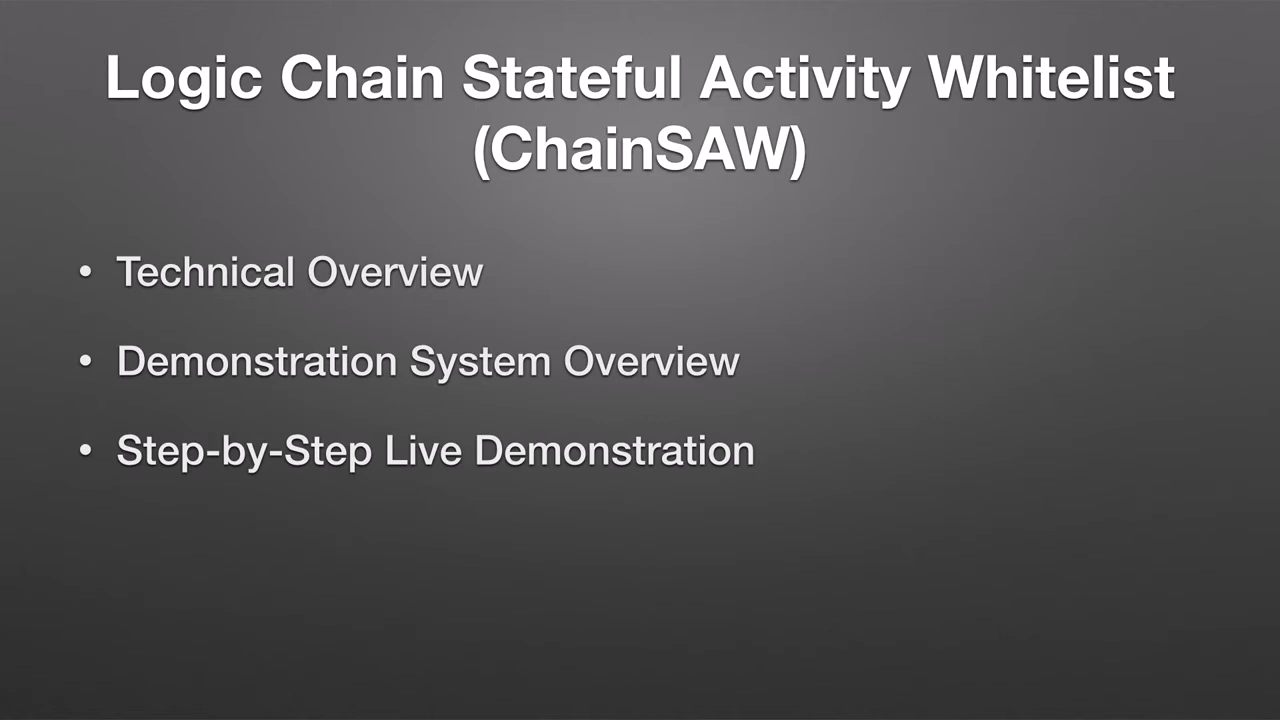 Logic Chain Stateful Activity Whitelist
(ChainSAW)
• Technical Overview
• Demonstration System Overview
• Step-by-Step Live Demonstration